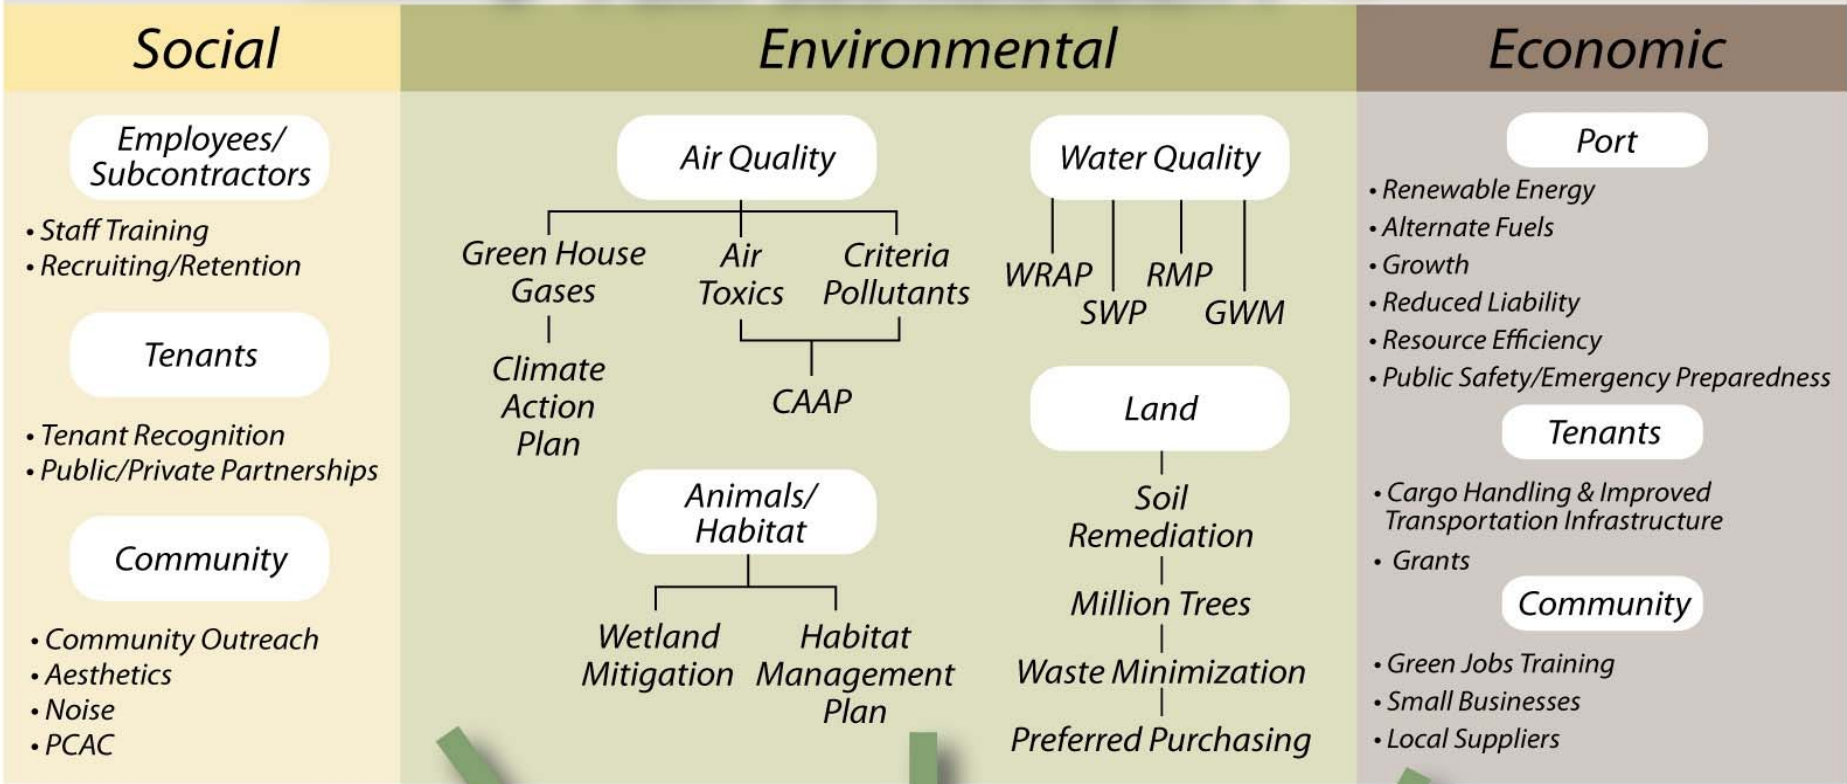 Social
Employees/
Subcontractors
• Staff Training
• Recruiting/Retention
Tenants
• Tenant Recognition
• Public/Private Partnerships
Community
• Community Outreach
• Aesthetics
• Noise
• PCAC
Environmental
Air Quality
Green House
Gases
Climate
Action
Plan
Air
Toxics
Criteria
Pollutants
CAAP
Animals/
Habitat
Wetland
Mitigation
Habitat
Management
Plan
Water Quality
WRAP
SWP
RMP
GWM
Land
Soil
Remediation
Million Trees
Waste Minimization
Preferred Purchasing
Economic
Port
• Renewable Energy
• Alternate Fuels
• Growth
• Reduced Liability
• Resource Efficiency
• Public Safety/Emergency Preparedness
Tenants
• Cargo Handling & Improved
Transportation Infrastructure
• Grants
Community
• Green Jobs Training
• Small Businesses
• Local Suppliers